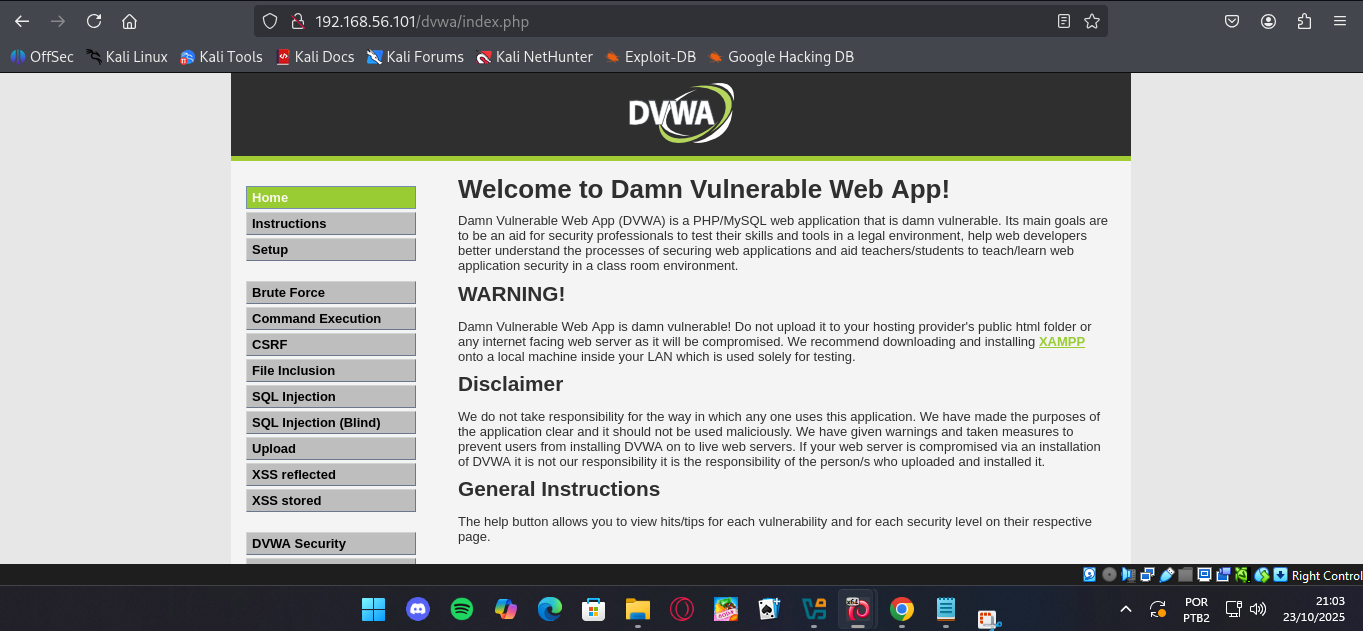 192.168.56.101/dvwa/index.php
OffSec Kali Linux Kali Tools Kali Docs Kali Forums Kali NetHunter Exploit-DB Google Hacking DB
DVWA
Home
Instructions
Setup
Brute Force
Command Execution
CSRF
File Inclusion
SQL Injection
SQL Injection (Blind)
Upload
XSS reflected
XSS stored
DVWA Security
Welcome to Damn Vulnerable Web App!
Damn Vulnerable Web App (DVWA) is a PHP/MySQL web application that is damn vulnerable. Its main goals are
to be an aid for security professionals to test their skills and tools in a legal environment, help web developers
better understand the processes of securing web applications and aid teachers/students to teach/learn web
application security in a class room environment.
WARNING!
Damn Vulnerable Web App is damn vulnerable! Do not upload it to your hosting provider's public html folder or
any internet facing web server as it will be compromised. We recommend downloading and installing XAMPP
onto a local machine inside your LAN which is used solely for testing.
Disclaimer
We do not take responsibility for the way in which any one uses this application. We have made the purposes of
the application clear and it should not be used maliciously. We have given warnings and taken measures to
prevent users from installing DVWA on to live web servers. If your web server is compromised via an installation
of DVWA it is not our responsibility it is the responsibility of the person/s who uploaded and installed it.
General Instructions
The help button allows you to view hits/tips for each vulnerability and for each security level on their respective
page.
Right Control
POR
PTB2
21:03
23/10/2025